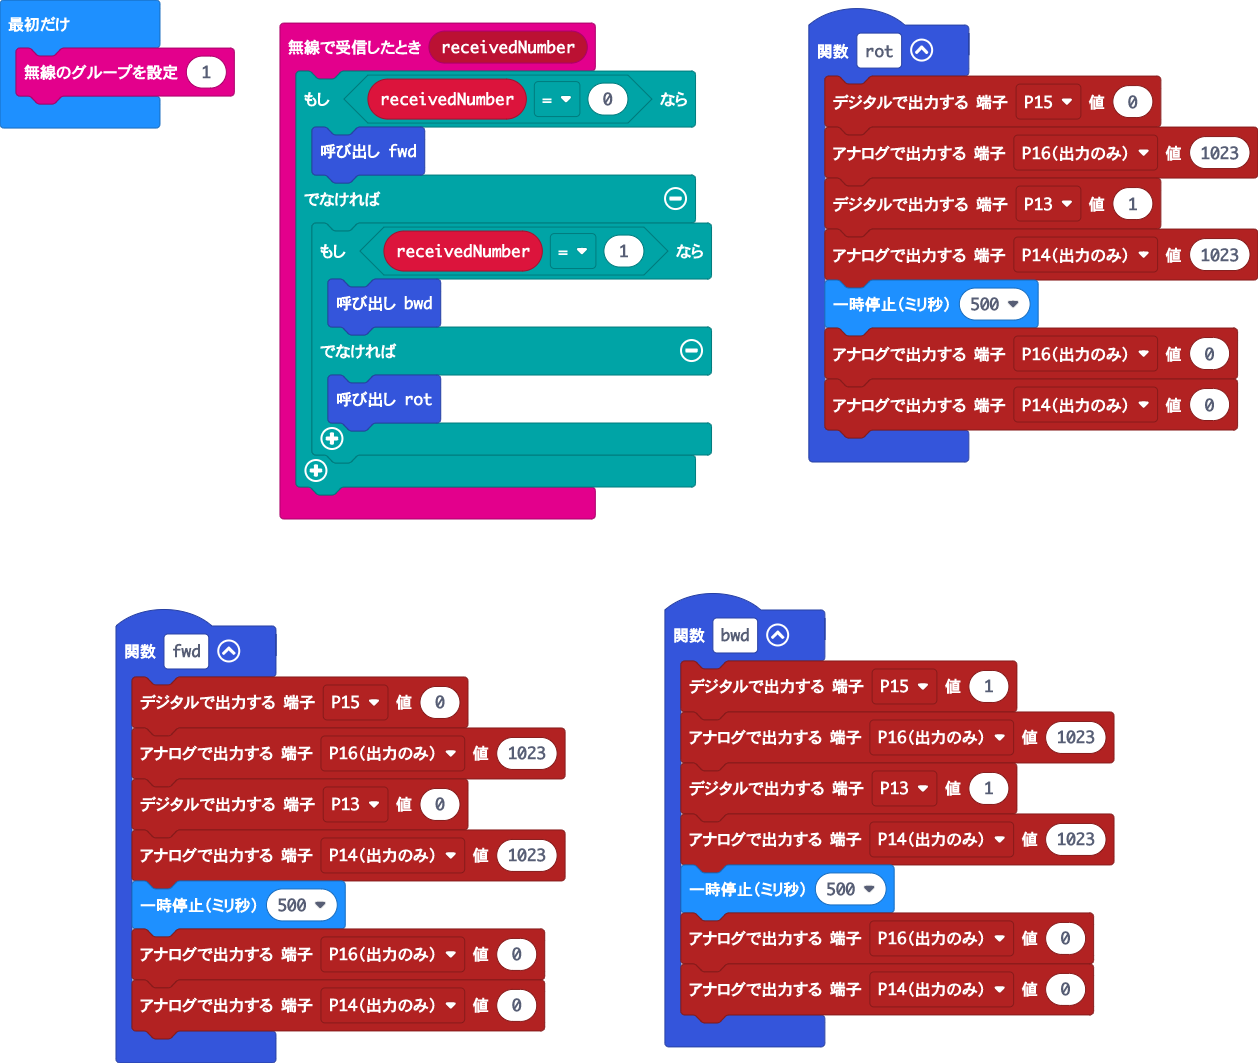 最初だけ
無線のグループを設定 1
無線で受信したとき receivedNumber
もし receivedNumber = 0 なら
呼び出し fwd
でなければ
もし receivedNumber = 1 なら
呼び出し bwd
でなければ
呼び出し rot
関数 rot
デジタルで出力する 端子 P15 値 0
アナログで出力する 端子 P16(出力のみ) 値 1023
デジタルで出力する 端子 P13 値 1
アナログで出力する 端子 P14(出力のみ) 値 1023
一時停止(ミリ秒) 500
アナログで出力する 端子 P16(出力のみ) 値 0
アナログで出力する 端子 P14(出力のみ) 値 0
関数 fwd
デジタルで出力する 端子 P15 値 0
アナログで出力する 端子 P16(出力のみ) 値 1023
デジタルで出力する 端子 P13 値 0
アナログで出力する 端子 P14(出力のみ) 値 1023
一時停止(ミリ秒) 500
アナログで出力する 端子 P16(出力のみ) 値 0
アナログで出力する 端子 P14(出力のみ) 値 0
関数 bwd
デジタルで出力する 端子 P15 値 1
アナログで出力する 端子 P16(出力のみ) 値 1023
デジタルで出力する 端子 P13 値 1
アナログで出力する 端子 P14(出力のみ) 値 1023
一時停止(ミリ秒) 500
アナログで出力する 端子 P16(出力のみ) 値 0
アナログで出力する 端子 P14(出力のみ) 値 0